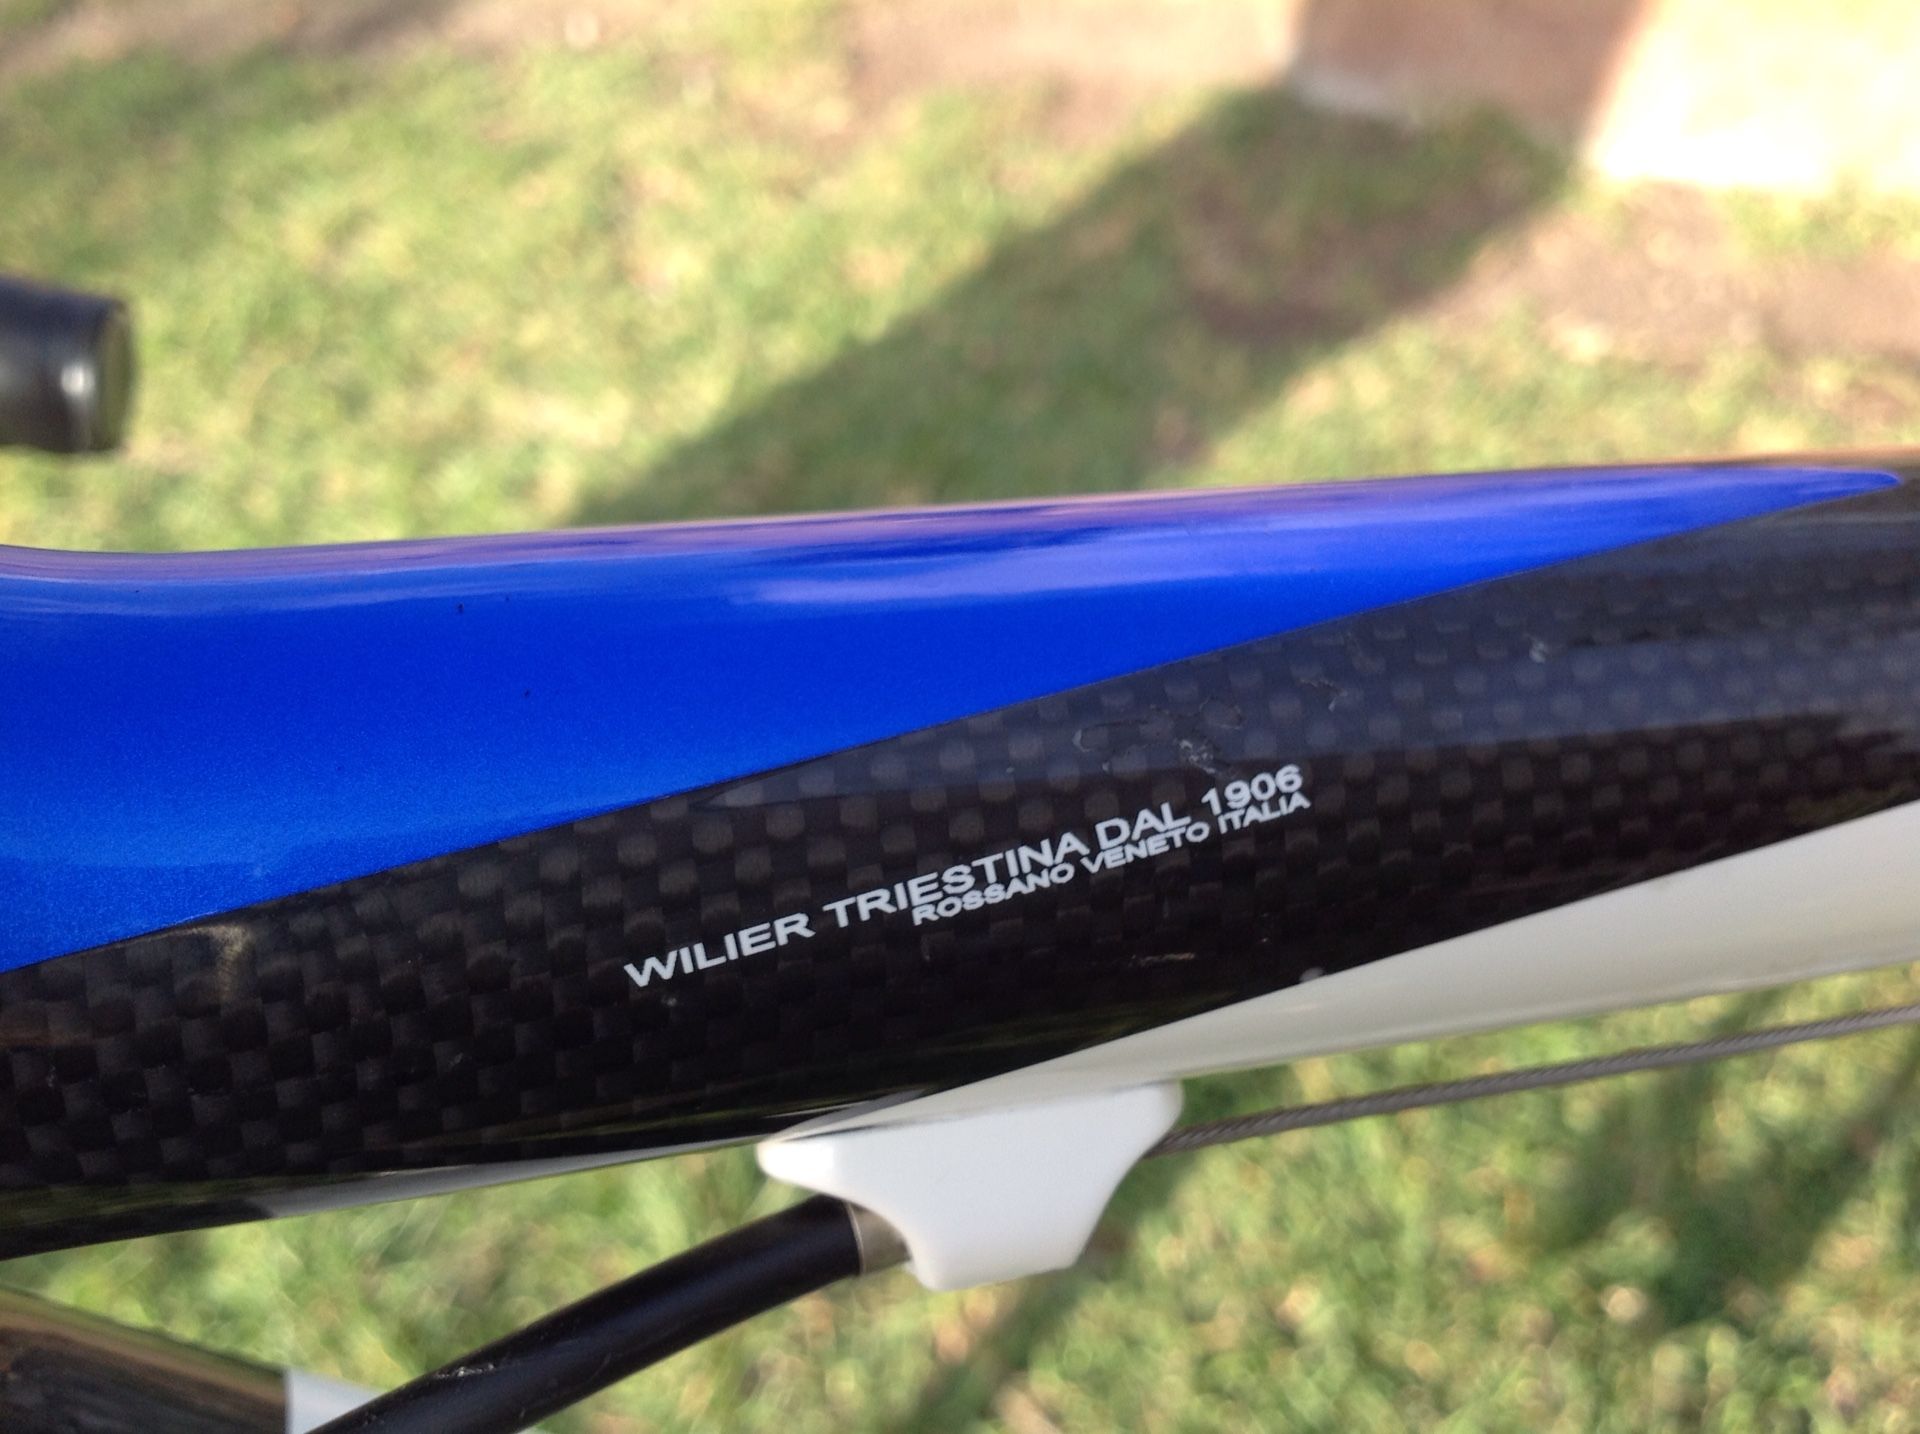 WILIER TRIESTINA DAL 1906
ROSSANO VENETO ITALIA